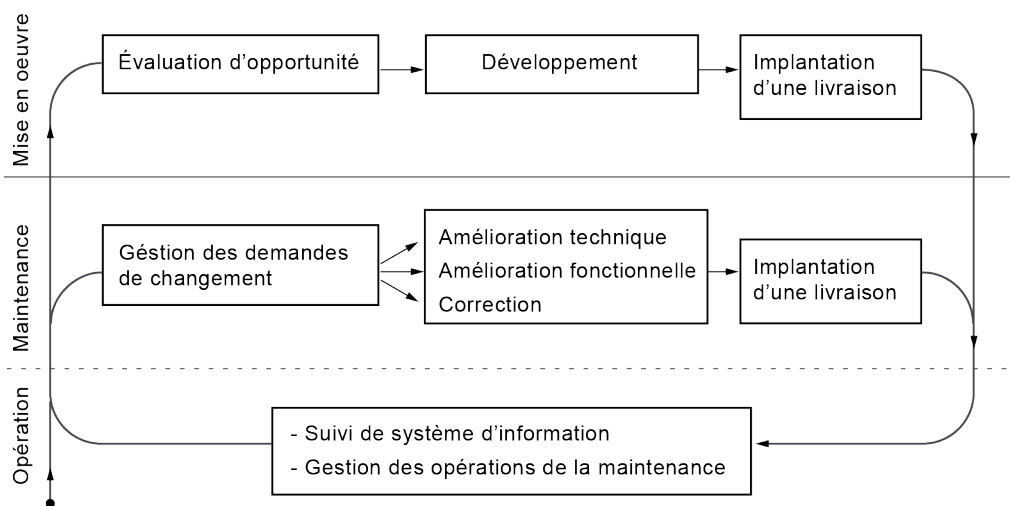 Mise en oeuvre
Évaluation d’opportunité
Développement
Implantation
d’une livraison
Maintenance
Géstion des demandes
de changement
Amélioration technique
Amélioration fonctionnelle
Correction
Implantation
d’une livraison
Opération
- Suivi de système d’information
- Gestion des opérations de la maintenance